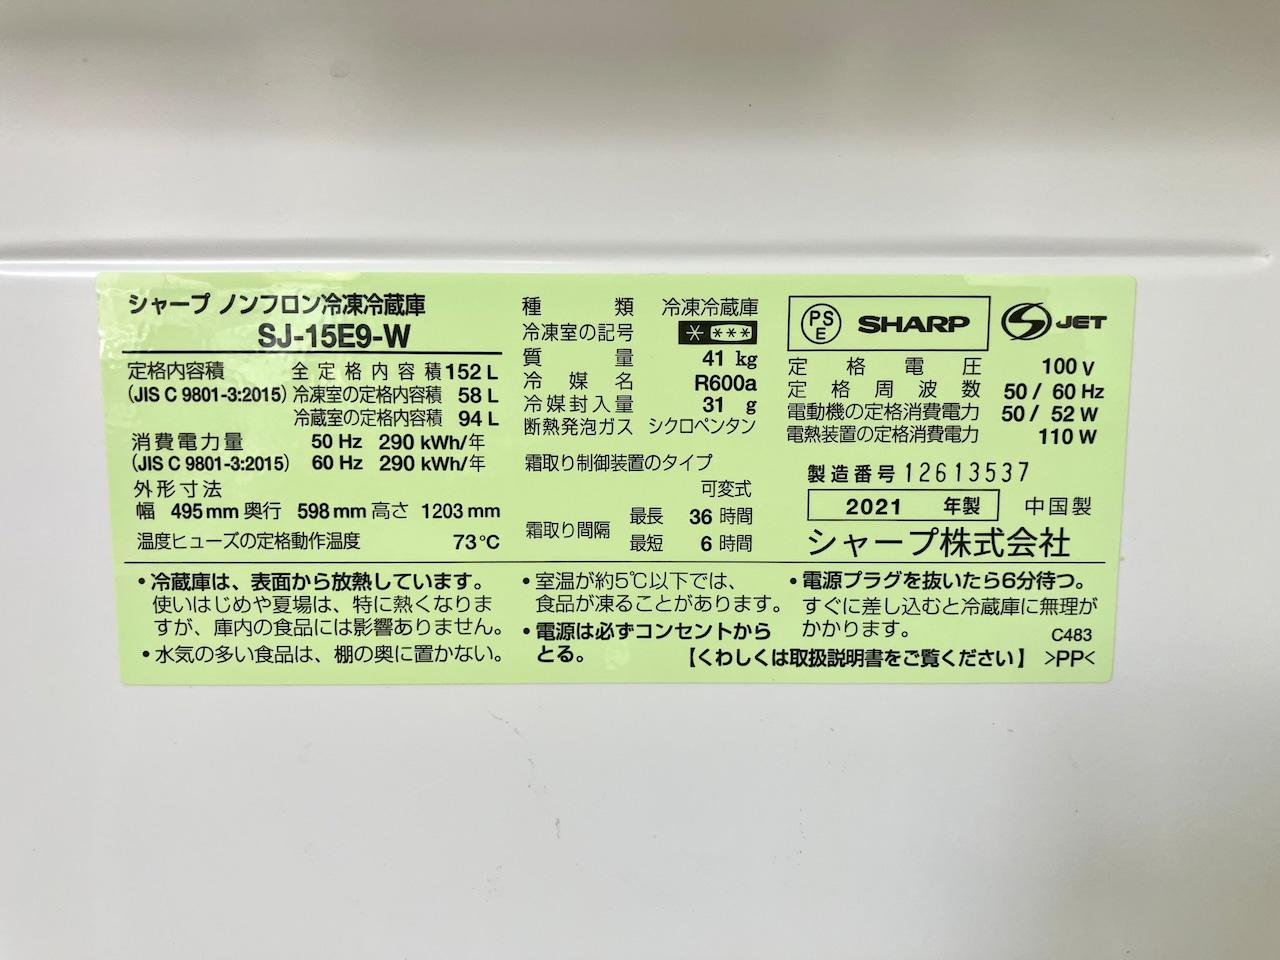 シャープ ノンフロン冷凍冷蔵庫
SJ-15E9-W
定格内容積 全定格内容積 152 L
(JIS C 9801-3:2015) 冷凍室の定格内容積 58 L
冷蔵室の定格内容積 94 L
消費電力量 50 Hz 290 kWh/年
(JIS C 9801-3:2015) 60 Hz 290 kWh/年
外形寸法
幅 495 mm 奥行 598 mm 高さ 1203 mm
温度ヒューズの定格動作温度 73℃
種類 冷凍冷蔵庫
冷凍室の記号 * ***
質量 41 kg
冷媒名 R600a
冷媒封入量 31 g
断熱発泡ガス シクロペンタン
霜取り制御装置のタイプ
可変式
霜取り間隔 最長 36 時間
最短 6 時間
PSE SHARP S JET
定格電圧 100 V
定格周波数 50 / 60 Hz
電動機の定格消費電力 50 / 52 W
電熱装置の定格消費電力 110 W
製造番号 12613537
2021 年製 中国製
シャープ株式会社
・冷蔵庫は、表面から放熱しています。
使いはじめや夏場は、特に熱くなりま
すが、庫内の食品には影響ありません。
・水気の多い食品は、棚の奥に置かない。
・室温が約5℃以下では、
食品が凍ることがあります。
・電源は必ずコンセントから
とる。
・電源プラグを抜いたら6分待つ。
すぐに差し込むと冷蔵庫に無理が
かかります。 C483
【くわしくは取扱説明書をご覧ください】 >PP<